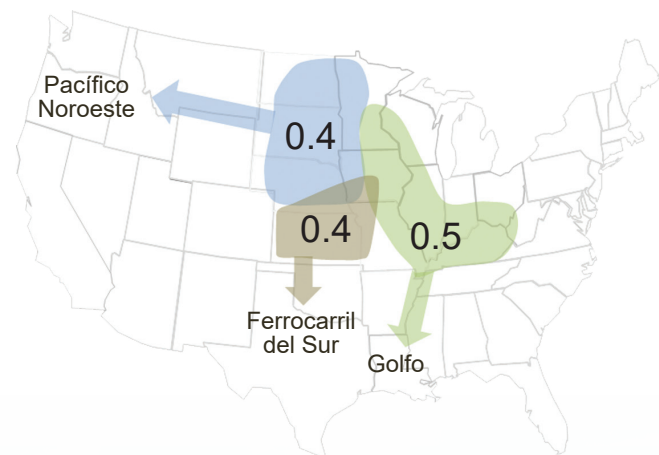 Pacífico
Noroeste
0.4
0.4
0.5
Ferrocarril
del Sur
Golfo